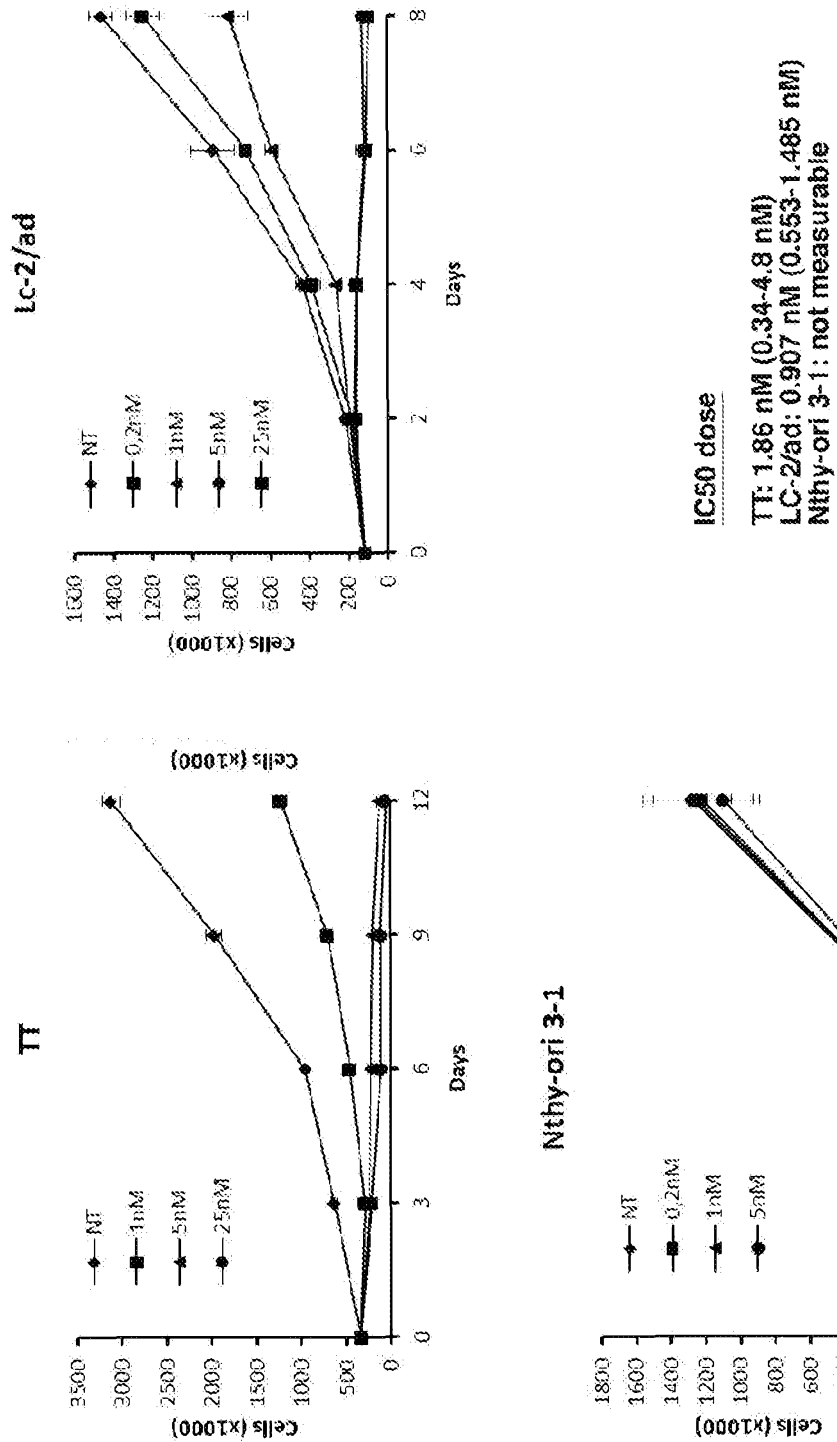 TT
NT
1nM
5nM
25nM
Cells (x1000)
3500
3000
2500
2000
1500
1000
500
0
0
3
6
9
12
Days
Cells (x1000)
Lc-2/ad
NT
0,2nM
1nM
5nM
25nM
Cells (x1000)
1600
1400
1200
1000
800
600
400
200
0
0
2
4
6
8
Days
Nthy-ori 3-1
NT
0,2nM
1nM
5nM
Cells (x1000)
1800
1600
1400
1200
1000
800
600
IC50 dose
TT: 1.86 nM (0.34-4.8 nM)
LC-2/ad: 0.907 nM (0.553-1.485 nM)
Nthy-ori 3-1: not measurable